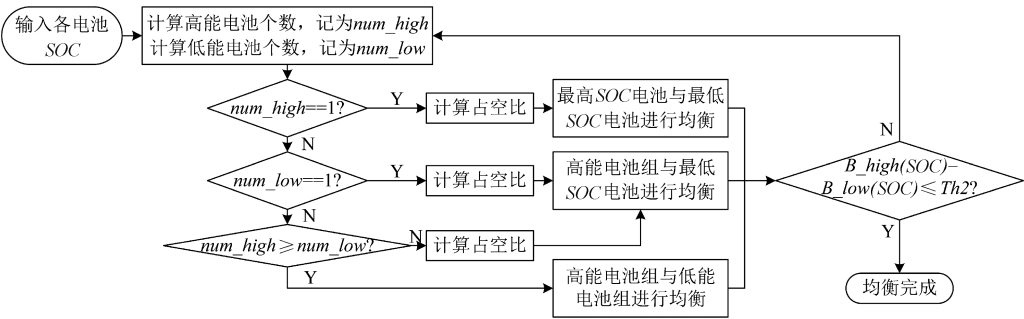 输入各电池
SOC
计算高能电池个数，记为num_high
计算低能电池个数，记为num_low
num_high==1?
Y
计算占空比
最高SOC电池与最低
SOC电池进行均衡
N
num_low==1?
Y
计算占空比
高能电池组与最低
SOC电池进行均衡
N
num_high≥num_low?
N
计算占空比
Y
高能电池组与低能
电池组进行均衡
N
B_high(SOC)−
B_low(SOC)≤Th2?
Y
均衡完成